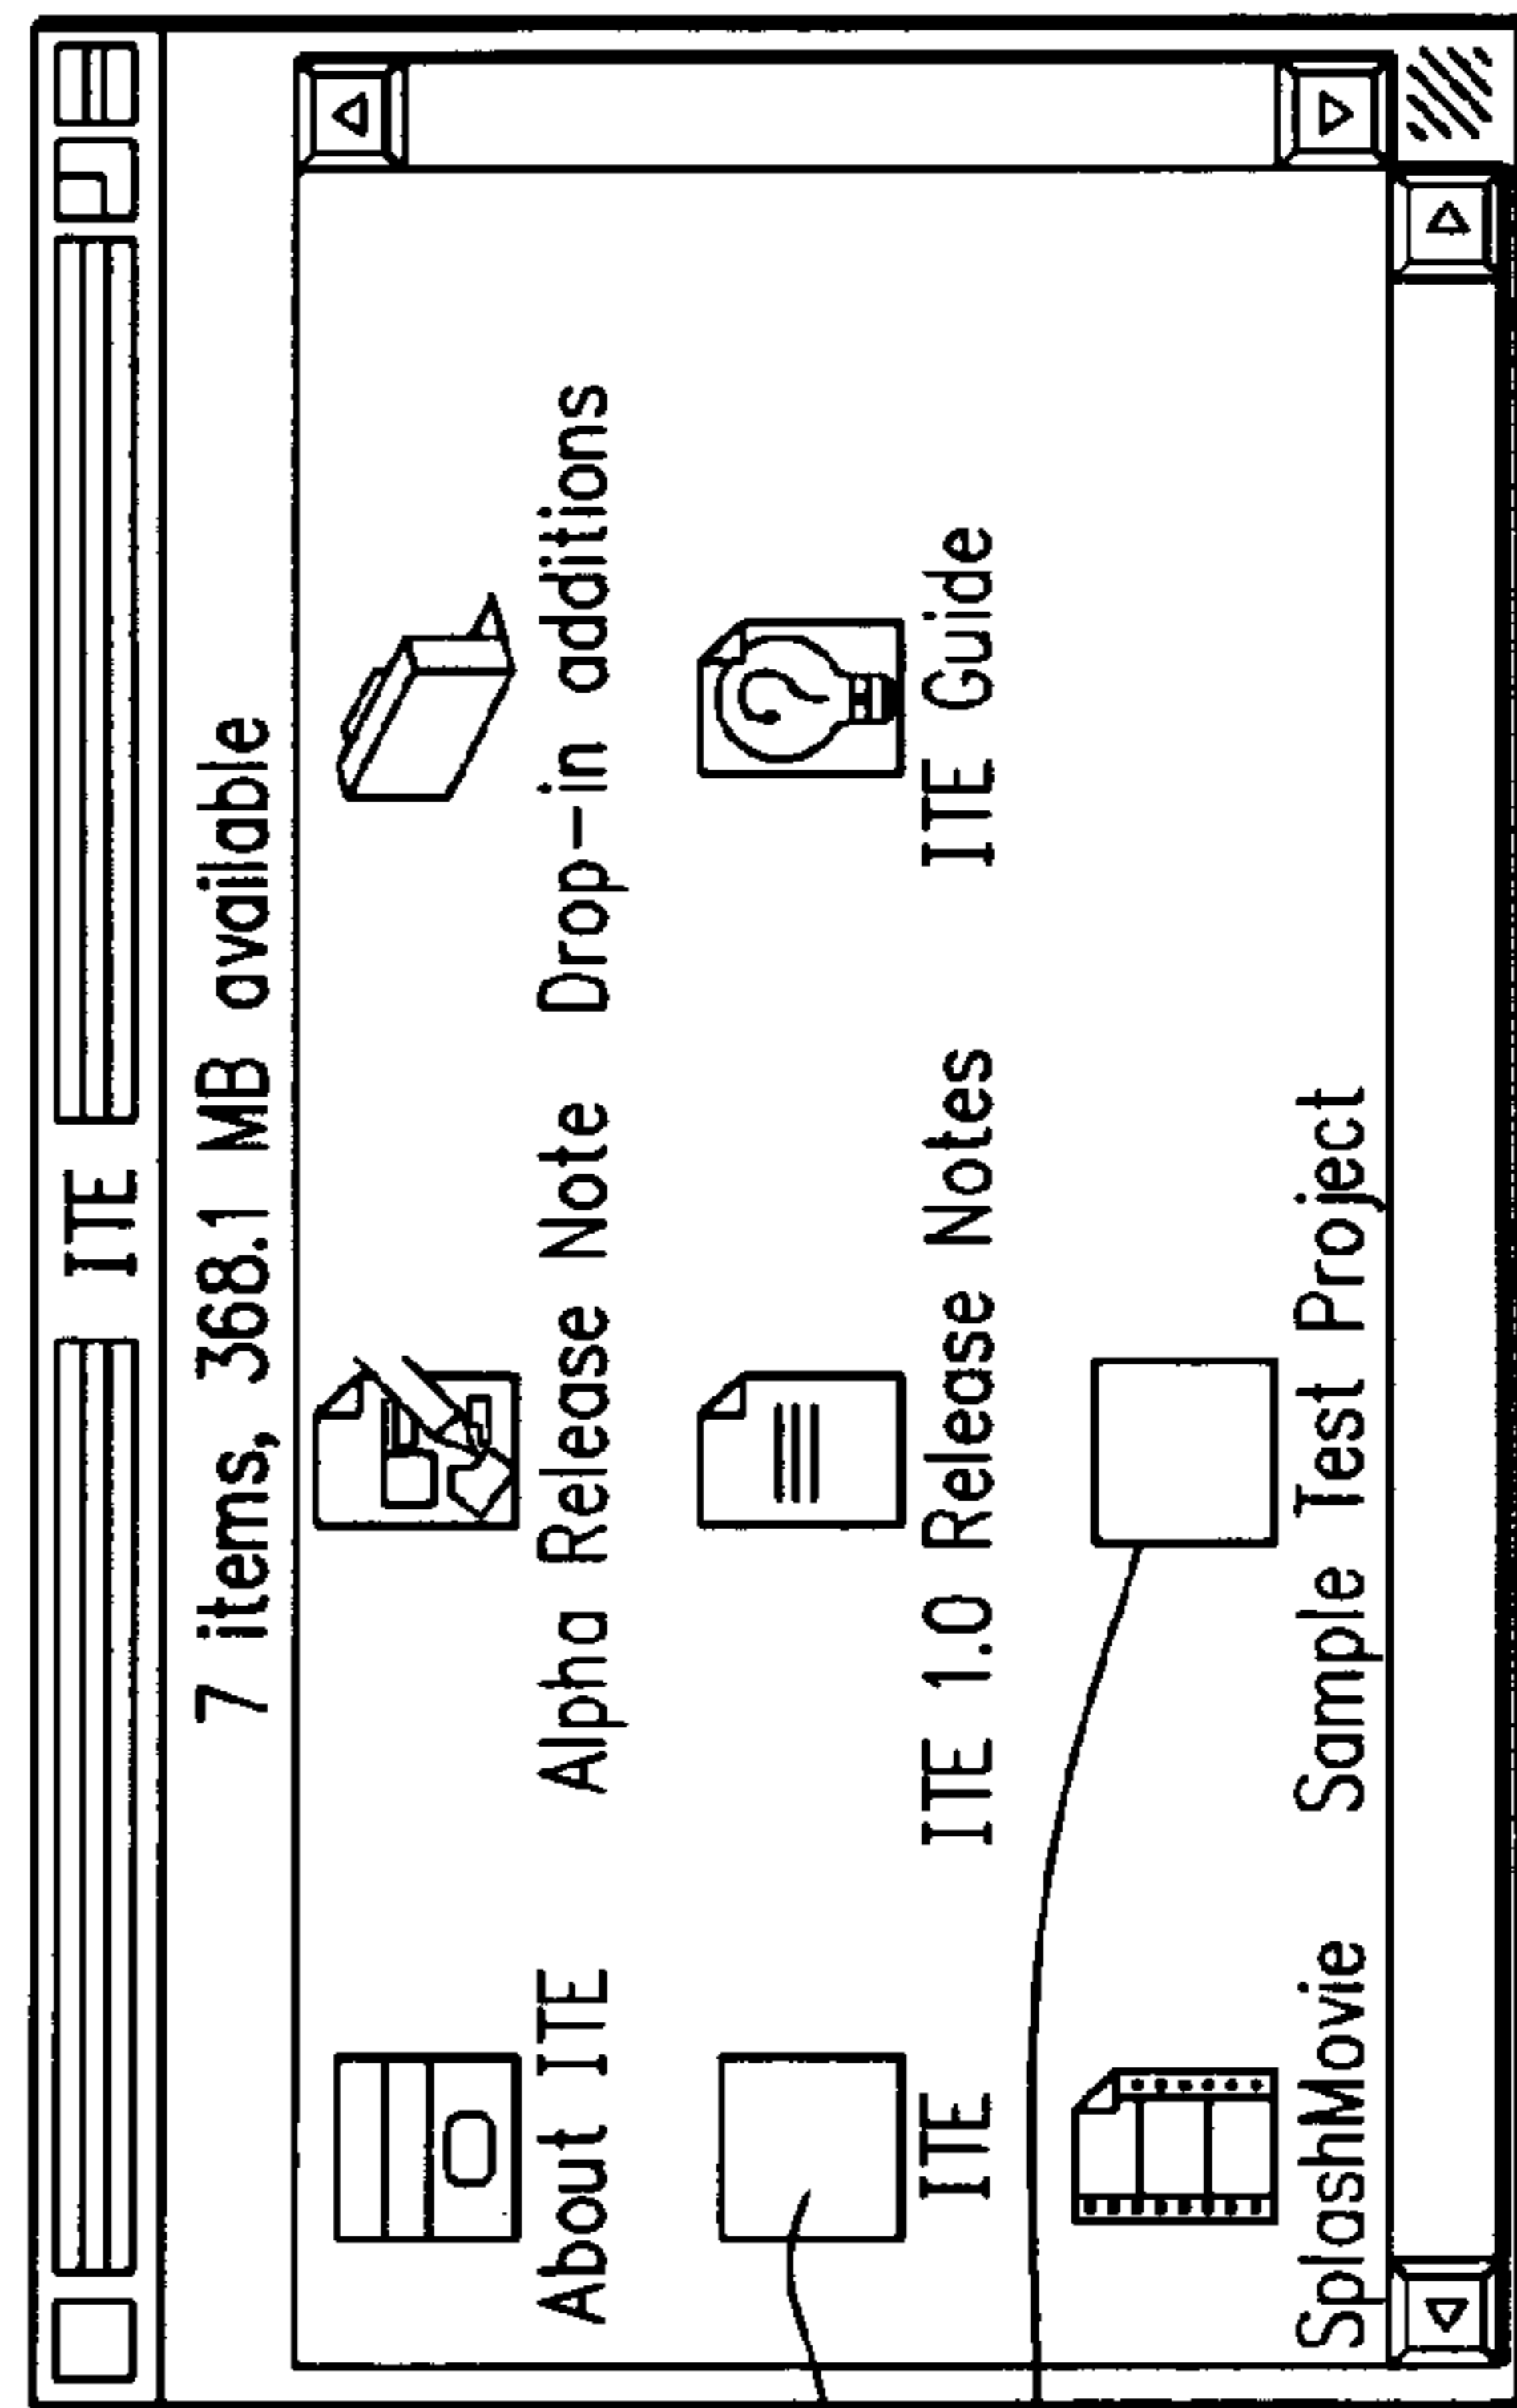 ITE
7 items, 368.1 MB available
About ITE Alpha Release Note Drop-in additions
ITE ITE 1.0 Release Notes ITE Guide
SplashMovie Sample Test Project